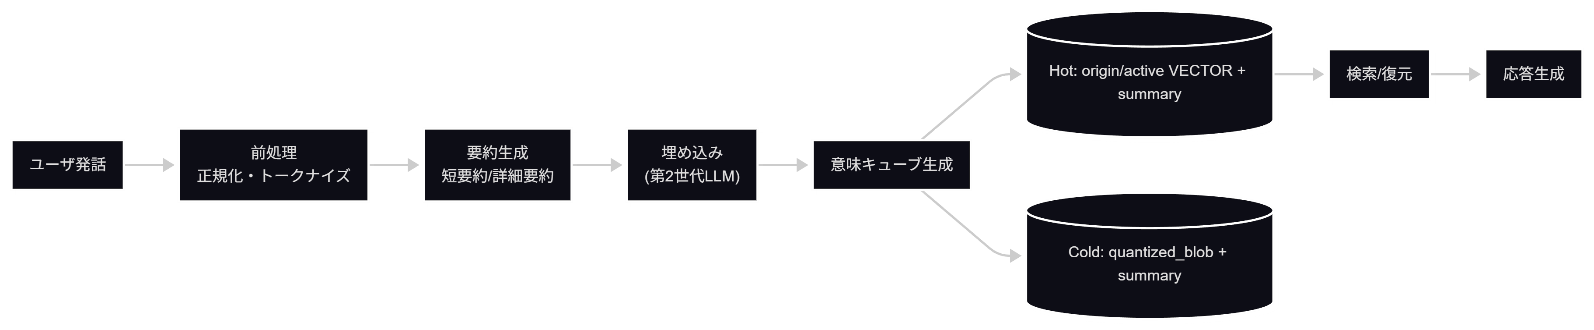 ユーザ発話
前処理
正規化・トークナイズ
要約生成
短要約/詳細要約
埋め込み
(第2世代LLM)
意味キューブ生成
Hot: origin/active VECTOR +
summary
検索/復元
応答生成
Cold: quantized_blob +
summary